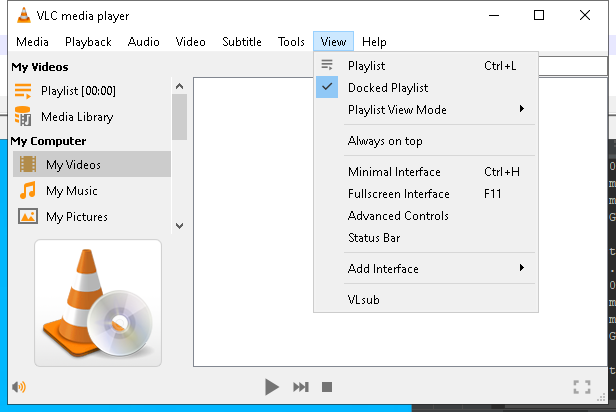 VLC media player
Media Playback Audio Video Subtitle Tools View Help
My Videos
Playlist [00:00]
Media Library
My Computer
My Videos
My Music
My Pictures
Playlist Ctrl+L
Docked Playlist
Playlist View Mode
Always on top
Minimal Interface Ctrl+H
Fullscreen Interface F11
Advanced Controls
Status Bar
Add Interface
VLsub